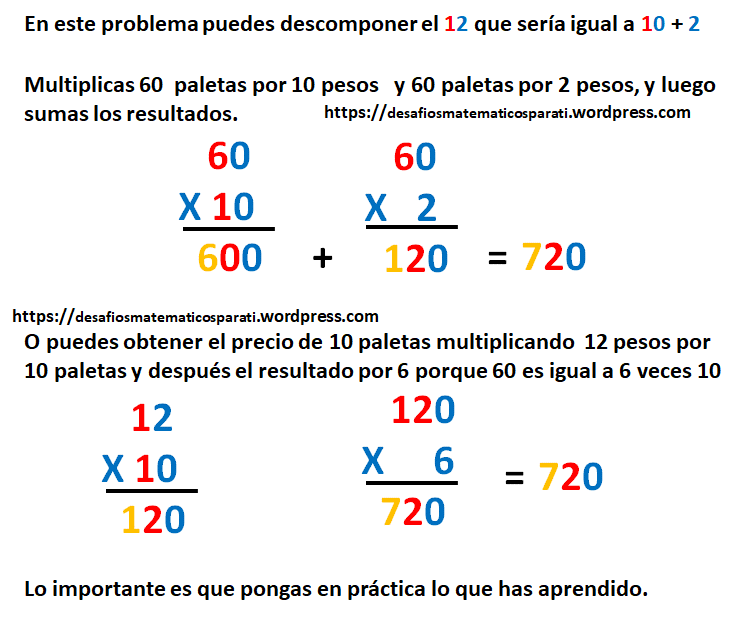 En este problema puedes descomponer el 12 que sería igual a 10 + 2
Multiplicas 60 paletas por 10 pesos y 60 paletas por 2 pesos, y luego
sumas los resultados. https://desafiosmatematicosparati.wordpress.com
60 60
X 10 X 2
600 + 120 = 720
https://desafiosmatematicosparati.wordpress.com
O puedes obtener el precio de 10 paletas multiplicando 12 pesos por
10 paletas y después el resultado por 6 porque 60 es igual a 6 veces 10
12 120
X 10 X 6
120 720 = 720
Lo importante es que pongas en práctica lo que has aprendido.